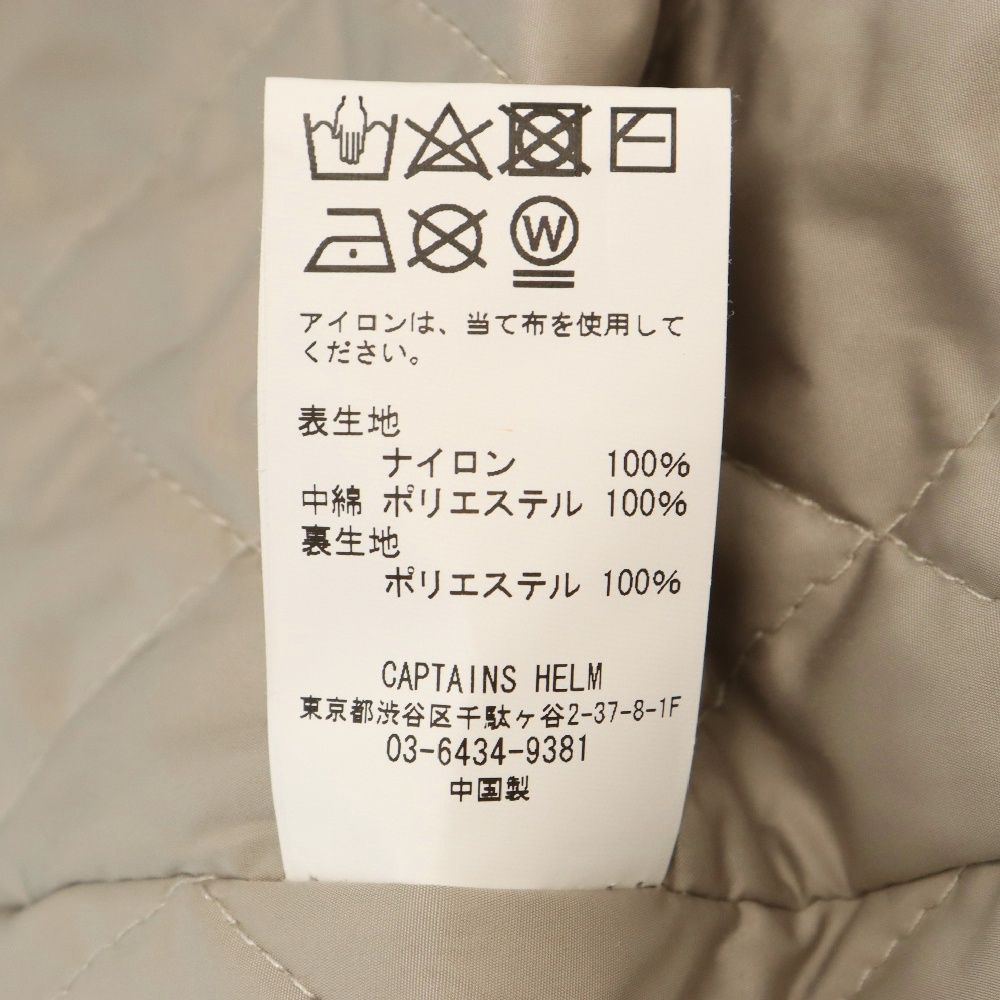 W
アイロンは、当て布を使用して
ください。
表生地
ナイロン 100%
中綿 ポリエステル 100%
裏生地
ポリエステル 100%
CAPTAINS HELM
東京都渋谷区千駄ヶ谷2-37-8-1F
03-6434-9381
中国製